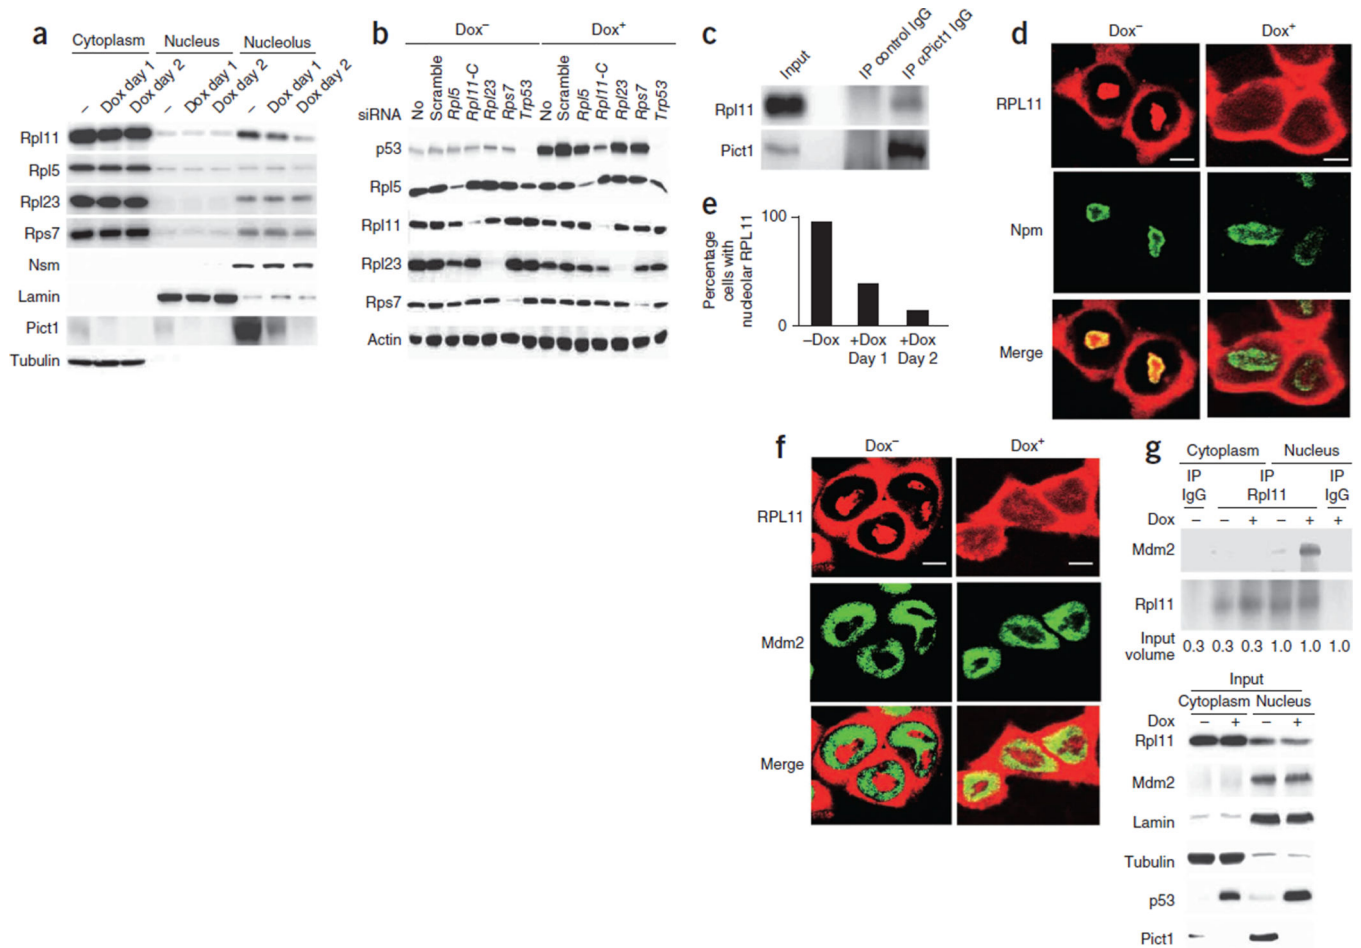 a
Cytoplasm Nucleus Nucleolus
– Dox day 1 Dox day 2 – Dox day 1 Dox day 2 – Dox day 1 Dox day 2
Rpl11
Rpl5
Rpl23
Rps7
Nsm
Lamin
Pict1
Tubulin
b
Dox– Dox+
siRNA No Scramble Rpl5 Rpl11-C Rpl23 Rps7 Trp53 No Scramble Rpl5 Rpl11-C Rpl23 Rps7 Trp53
p53
Rpl5
Rpl11
Rpl23
Rps7
Actin
c
Input IP control IgG IP αPict1 IgG
Rpl11
Pict1
d
Dox– Dox+
RPL11
Npm
Merge
e
Percentage
cells with
nucleolar RPL11
100
0
–Dox +Dox +Dox
Day 1 Day 2
f
Dox– Dox+
RPL11
Mdm2
Merge
g
Cytoplasm Nucleus
IP IP IP
IgG Rpl11 IgG
Dox – – + – + +
Mdm2
Rpl11
Input
volume 0.3 0.3 0.3 1.0 1.0 1.0
Input
Cytoplasm Nucleus
Dox – + – +
Rpl11
Mdm2
Lamin
Tubulin
p53
Pict1